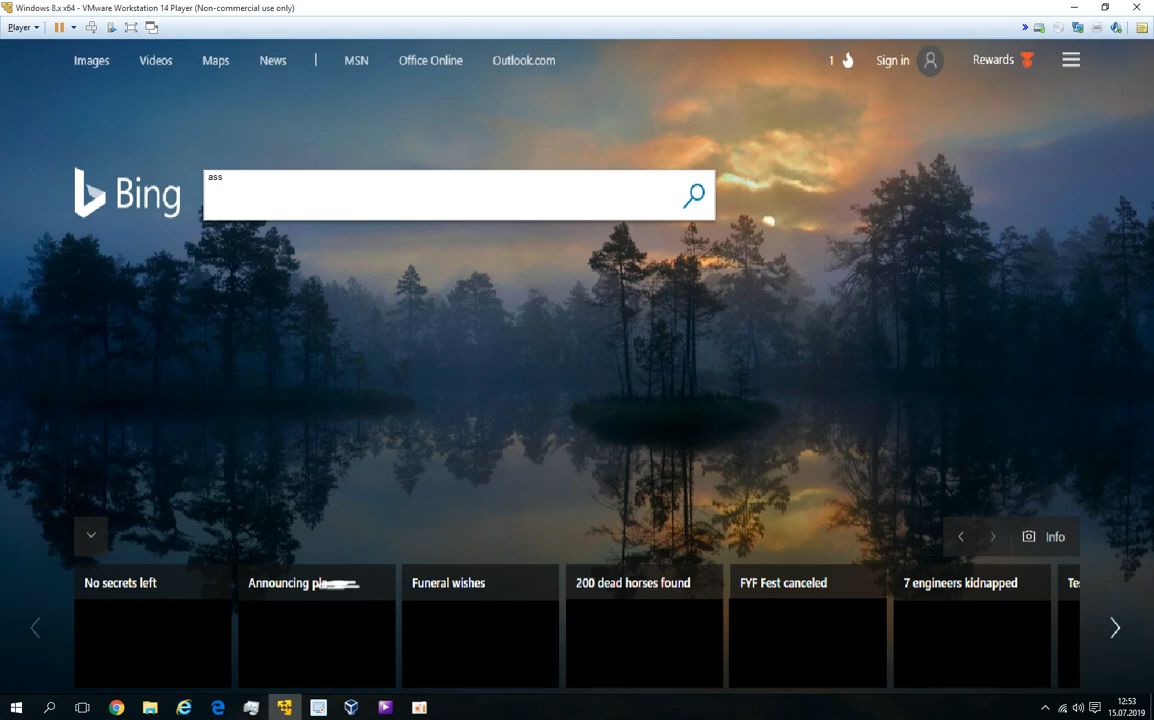 Windows 8.x x64 - VMware Workstation 14 Player (Non-commercial use only)
Player
Images Videos Maps News | MSN Office Online Outlook.com 1 Sign in Rewards
Bing
ass
Info
No secrets left Announcing Funeral wishes 200 dead horses found FYF Fest canceled 7 engineers kidnapped
12:53
15.07.2019